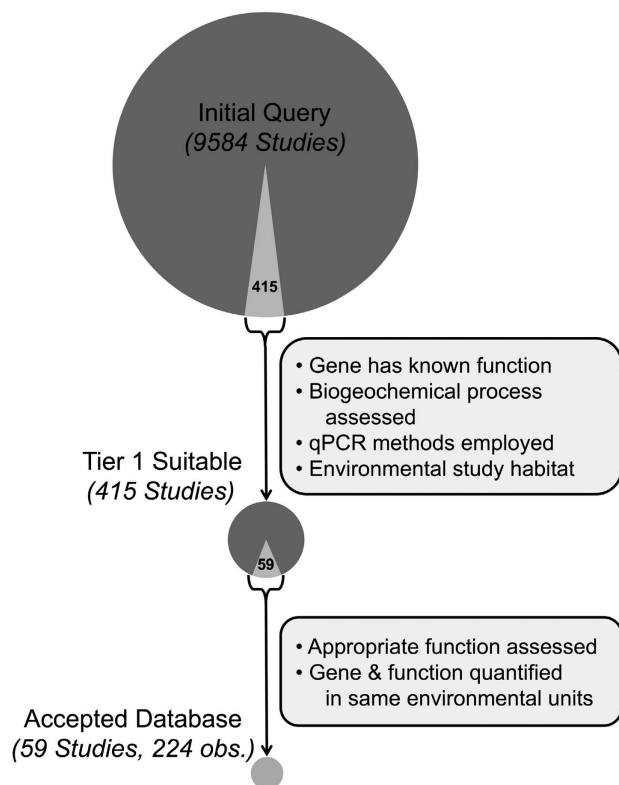 Initial Query
(9584 Studies)
415
• Gene has known function
• Biogeochemical process
assessed
• qPCR methods employed
• Environmental study habitat
Tier 1 Suitable
(415 Studies)
59
• Appropriate function assessed
• Gene & function quantified
in same environmental units
Accepted Database
(59 Studies, 224 obs.)